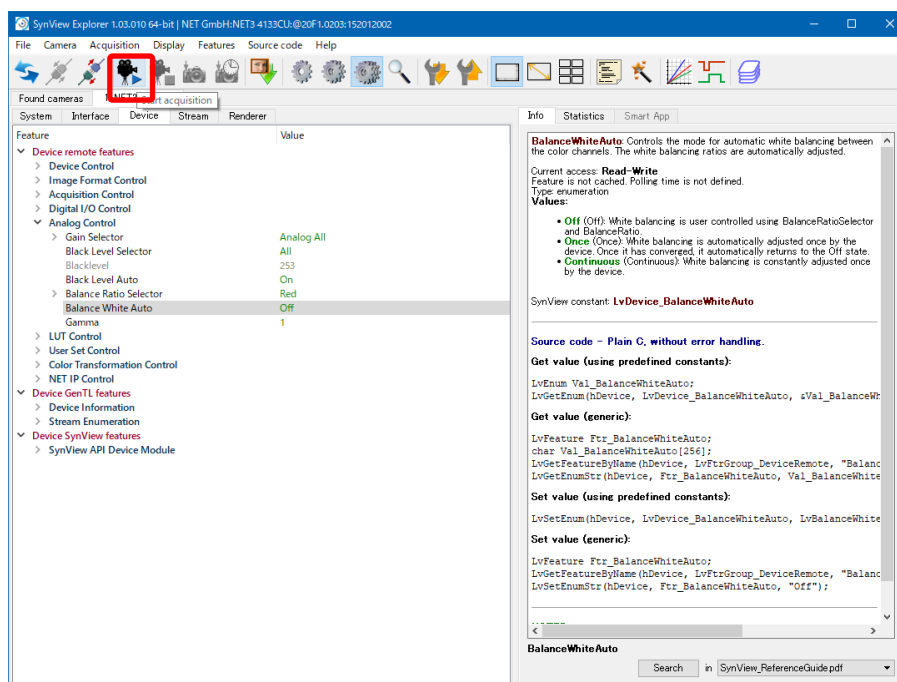 SynView Explorer 1.03.010 64-bit | NET GmbH:NET3 4133CU:@20F1.0203:152012002
File Camera Acquisition Display Features Source code Help
Found cameras
Start acquisition
System Interface Device Stream Renderer
Feature Value
Device remote features
Device Control
Image Format Control
Acquisition Control
Digital I/O Control
Analog Control
Gain Selector Analog All
Black Level Selector All
Blacklevel 253
Black Level Auto On
Balance Ratio Selector Red
Balance White Auto Off
Gamma 1
LUT Control
User Set Control
Color Transformation Control
NET IP Control
Device GenTL features
Device Information
Stream Enumeration
Device SynView features
SynView API Device Module
Info Statistics Smart App
BalanceWhiteAuto: Controls the mode for automatic white balancing between
the color channels. The white balancing ratios are automatically adjusted.
Current access: Read-Write
Feature is not cached. Polling time is not defined.
Type: enumeration
Values:
• Off (Off): White balancing is user controlled using BalanceRatioSelector
and BalanceRatio.
• Once (Once): White balancing is automatically adjusted once by the
device. Once it has converged, it automatically returns to the Off state.
• Continuous (Continuous): White balancing is constantly adjusted once
by the device.
SynView constant: LvDevice_BalanceWhiteAuto
Source code - Plain C, without error handling.
Get value (using predefined constants):
LvEnum Val_BalanceWhiteAuto;
LvGetEnum(hDevice, LvDevice_BalanceWhiteAuto, &Val_BalanceWh
Get value (generic):
LvFeature Ftr_BalanceWhiteAuto;
char Val_BalanceWhiteAuto[256];
LvGetFeatureByName(hDevice, LvFtrGroup_DeviceRemote, "Balanc
LvGetEnumStr(hDevice, Ftr_BalanceWhiteAuto, Val_BalanceWhite
Set value (using predefined constants):
LvSetEnum(hDevice, LvDevice_BalanceWhiteAuto, LvBalanceWhite
Set value (generic):
LvFeature Ftr_BalanceWhiteAuto;
LvGetFeatureByName(hDevice, LvFtrGroup_DeviceRemote, "Balanc
LvSetEnumStr(hDevice, Ftr_BalanceWhiteAuto, "Off");
BalanceWhiteAuto
Search in SynView_ReferenceGuide.pdf